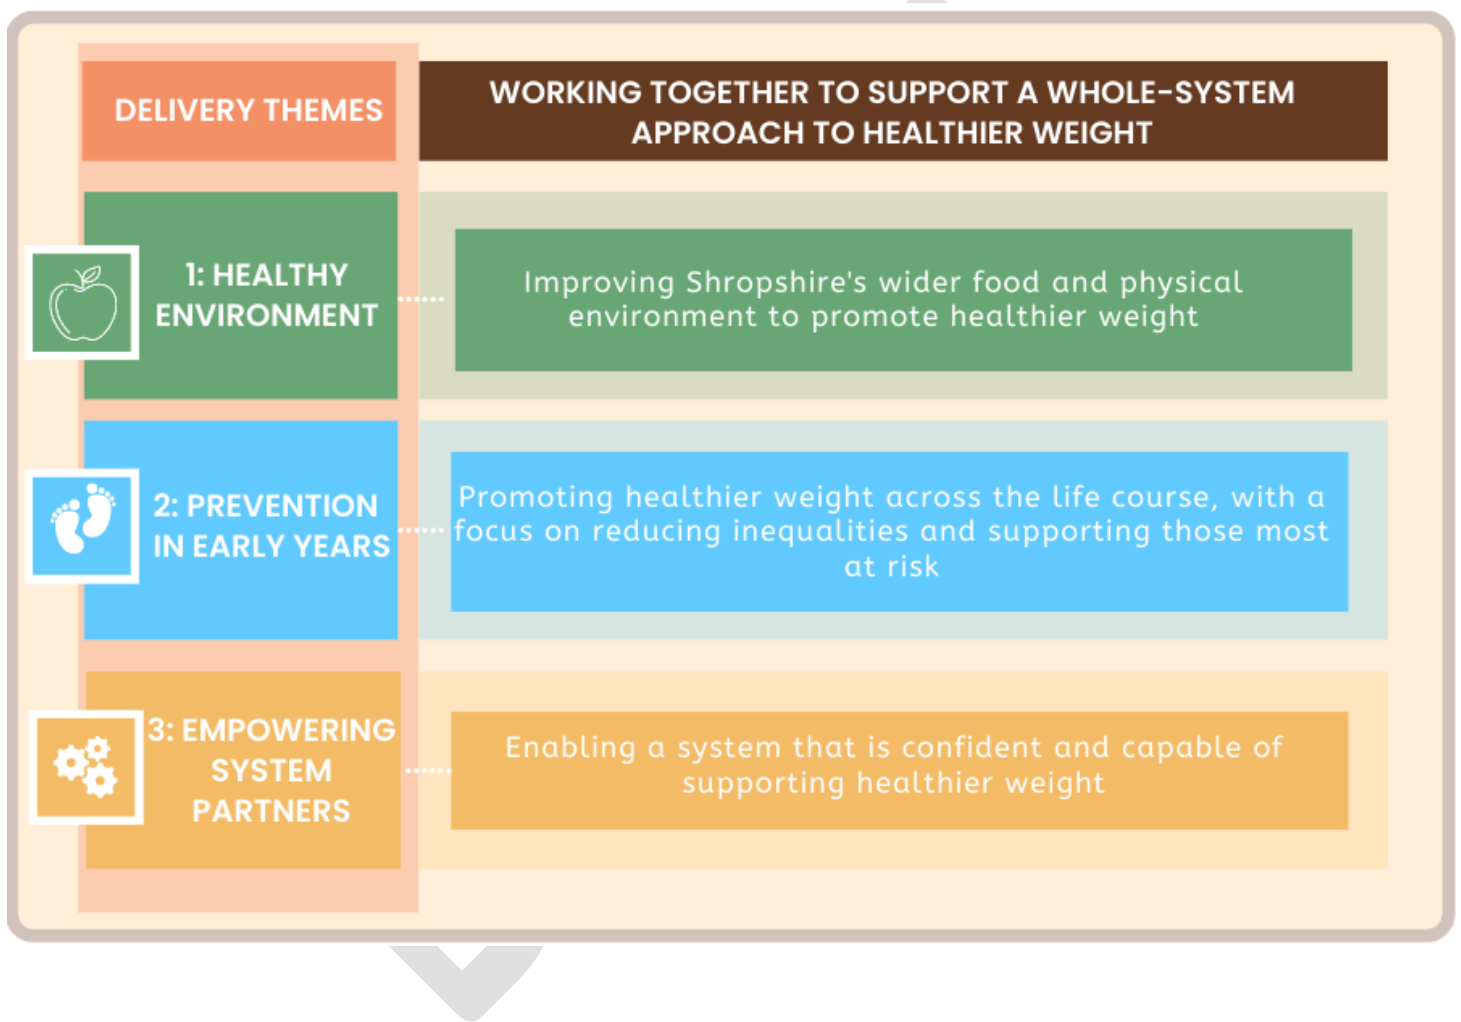 DELIVERY THEMES
WORKING TOGETHER TO SUPPORT A WHOLE-SYSTEM
APPROACH TO HEALTHIER WEIGHT
1: HEALTHY
ENVIRONMENT
Improving Shropshire's wider food and physical
environment to promote healthier weight
2: PREVENTION
IN EARLY YEARS
Promoting healthier weight across the life course, with a
focus on reducing inequalities and supporting those most
at risk
3: EMPOWERING
SYSTEM
PARTNERS
Enabling a system that is confident and capable of
supporting healthier weight